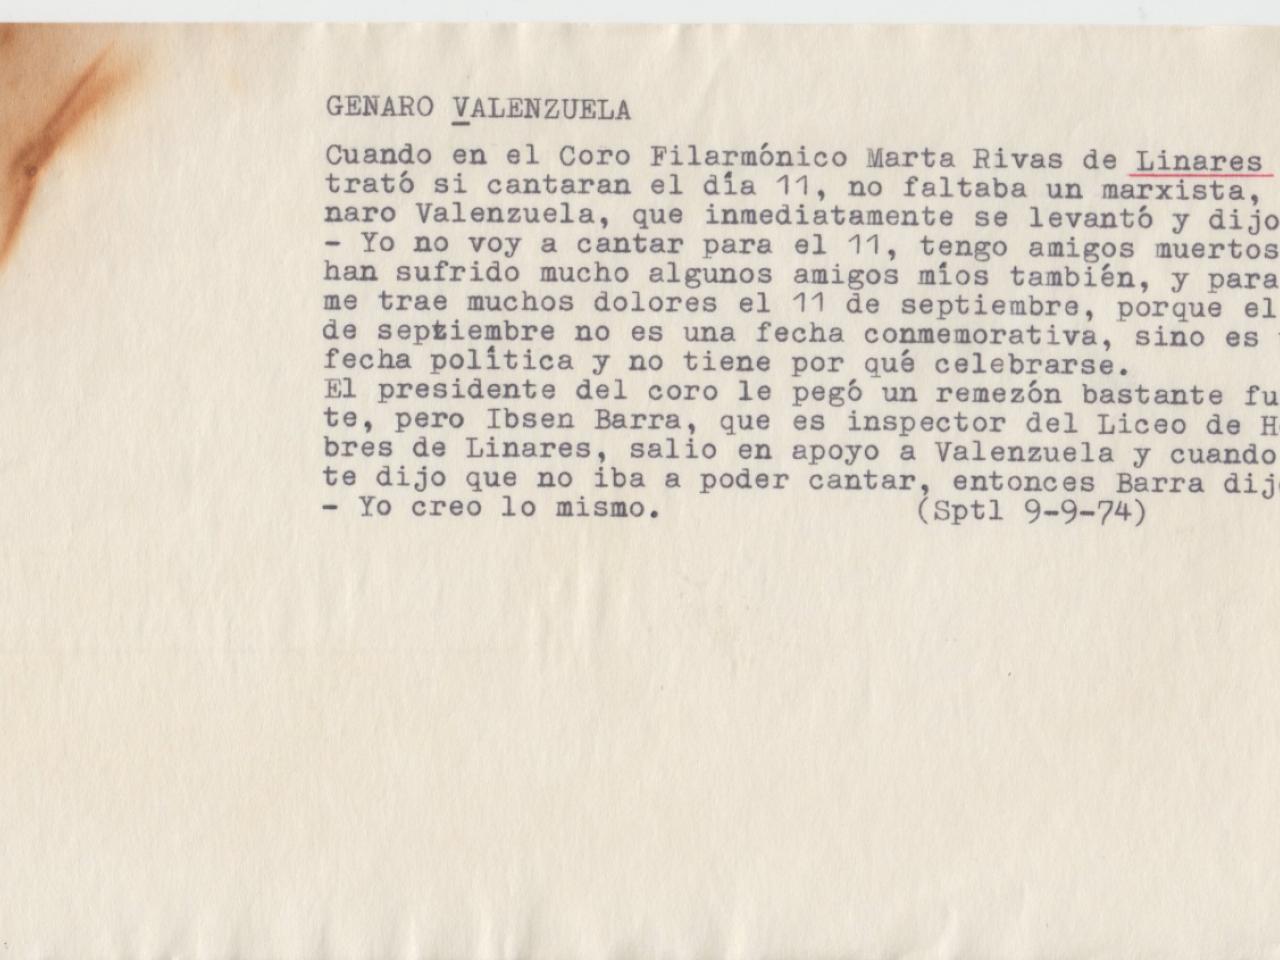 GENARO VALENZUELA
Cuando en el Coro Filarmónico Marta Rivas de Linares
trató si cantaran el día 11, no faltaba un marxista,
naro Valenzuela, que inmediatamente se levantó y dijo
- Yo no voy a cantar para el 11, tengo amigos muertos
han sufrido mucho algunos amigos míos también, y para
me trae muchos dolores el 11 de septiembre, porque el
de septiembre no es una fecha conmemorativa, sino es
fecha política y no tiene por qué celebrarse.
El presidente del coro le pegó un remezón bastante fu
te, pero Ibsen Barra, que es inspector del Liceo de H
bres de Linares, salio en apoyo a Valenzuela y cuando
te dijo que no iba a poder cantar, entonces Barra dij
- Yo creo lo mismo. (Sptl 9-9-74)